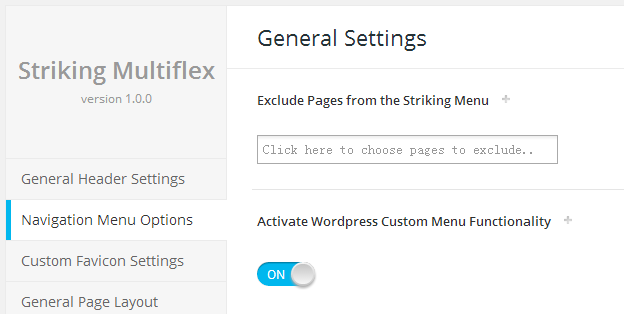 Striking Multiflex
version 1.0.0
General Header Settings
Navigation Menu Options
Custom Favicon Settings
General Page Layout
General Settings
Exclude Pages from the Striking Menu +
Click here to choose pages to exclude..
Activate Wordpress Custom Menu Functionality +
ON